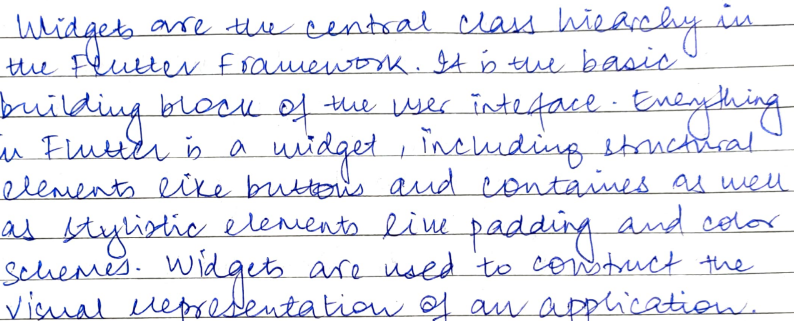 Widgets are the central class hiearchy in
the Flutter Framework. It is the basic
building block of the user inteface. Everything
in Flutter is a widget, including structural
elements like buttons and containes as well
as stylistic elements like padding and color
schemes. Widgets are used to construct the
visual representation of an application.